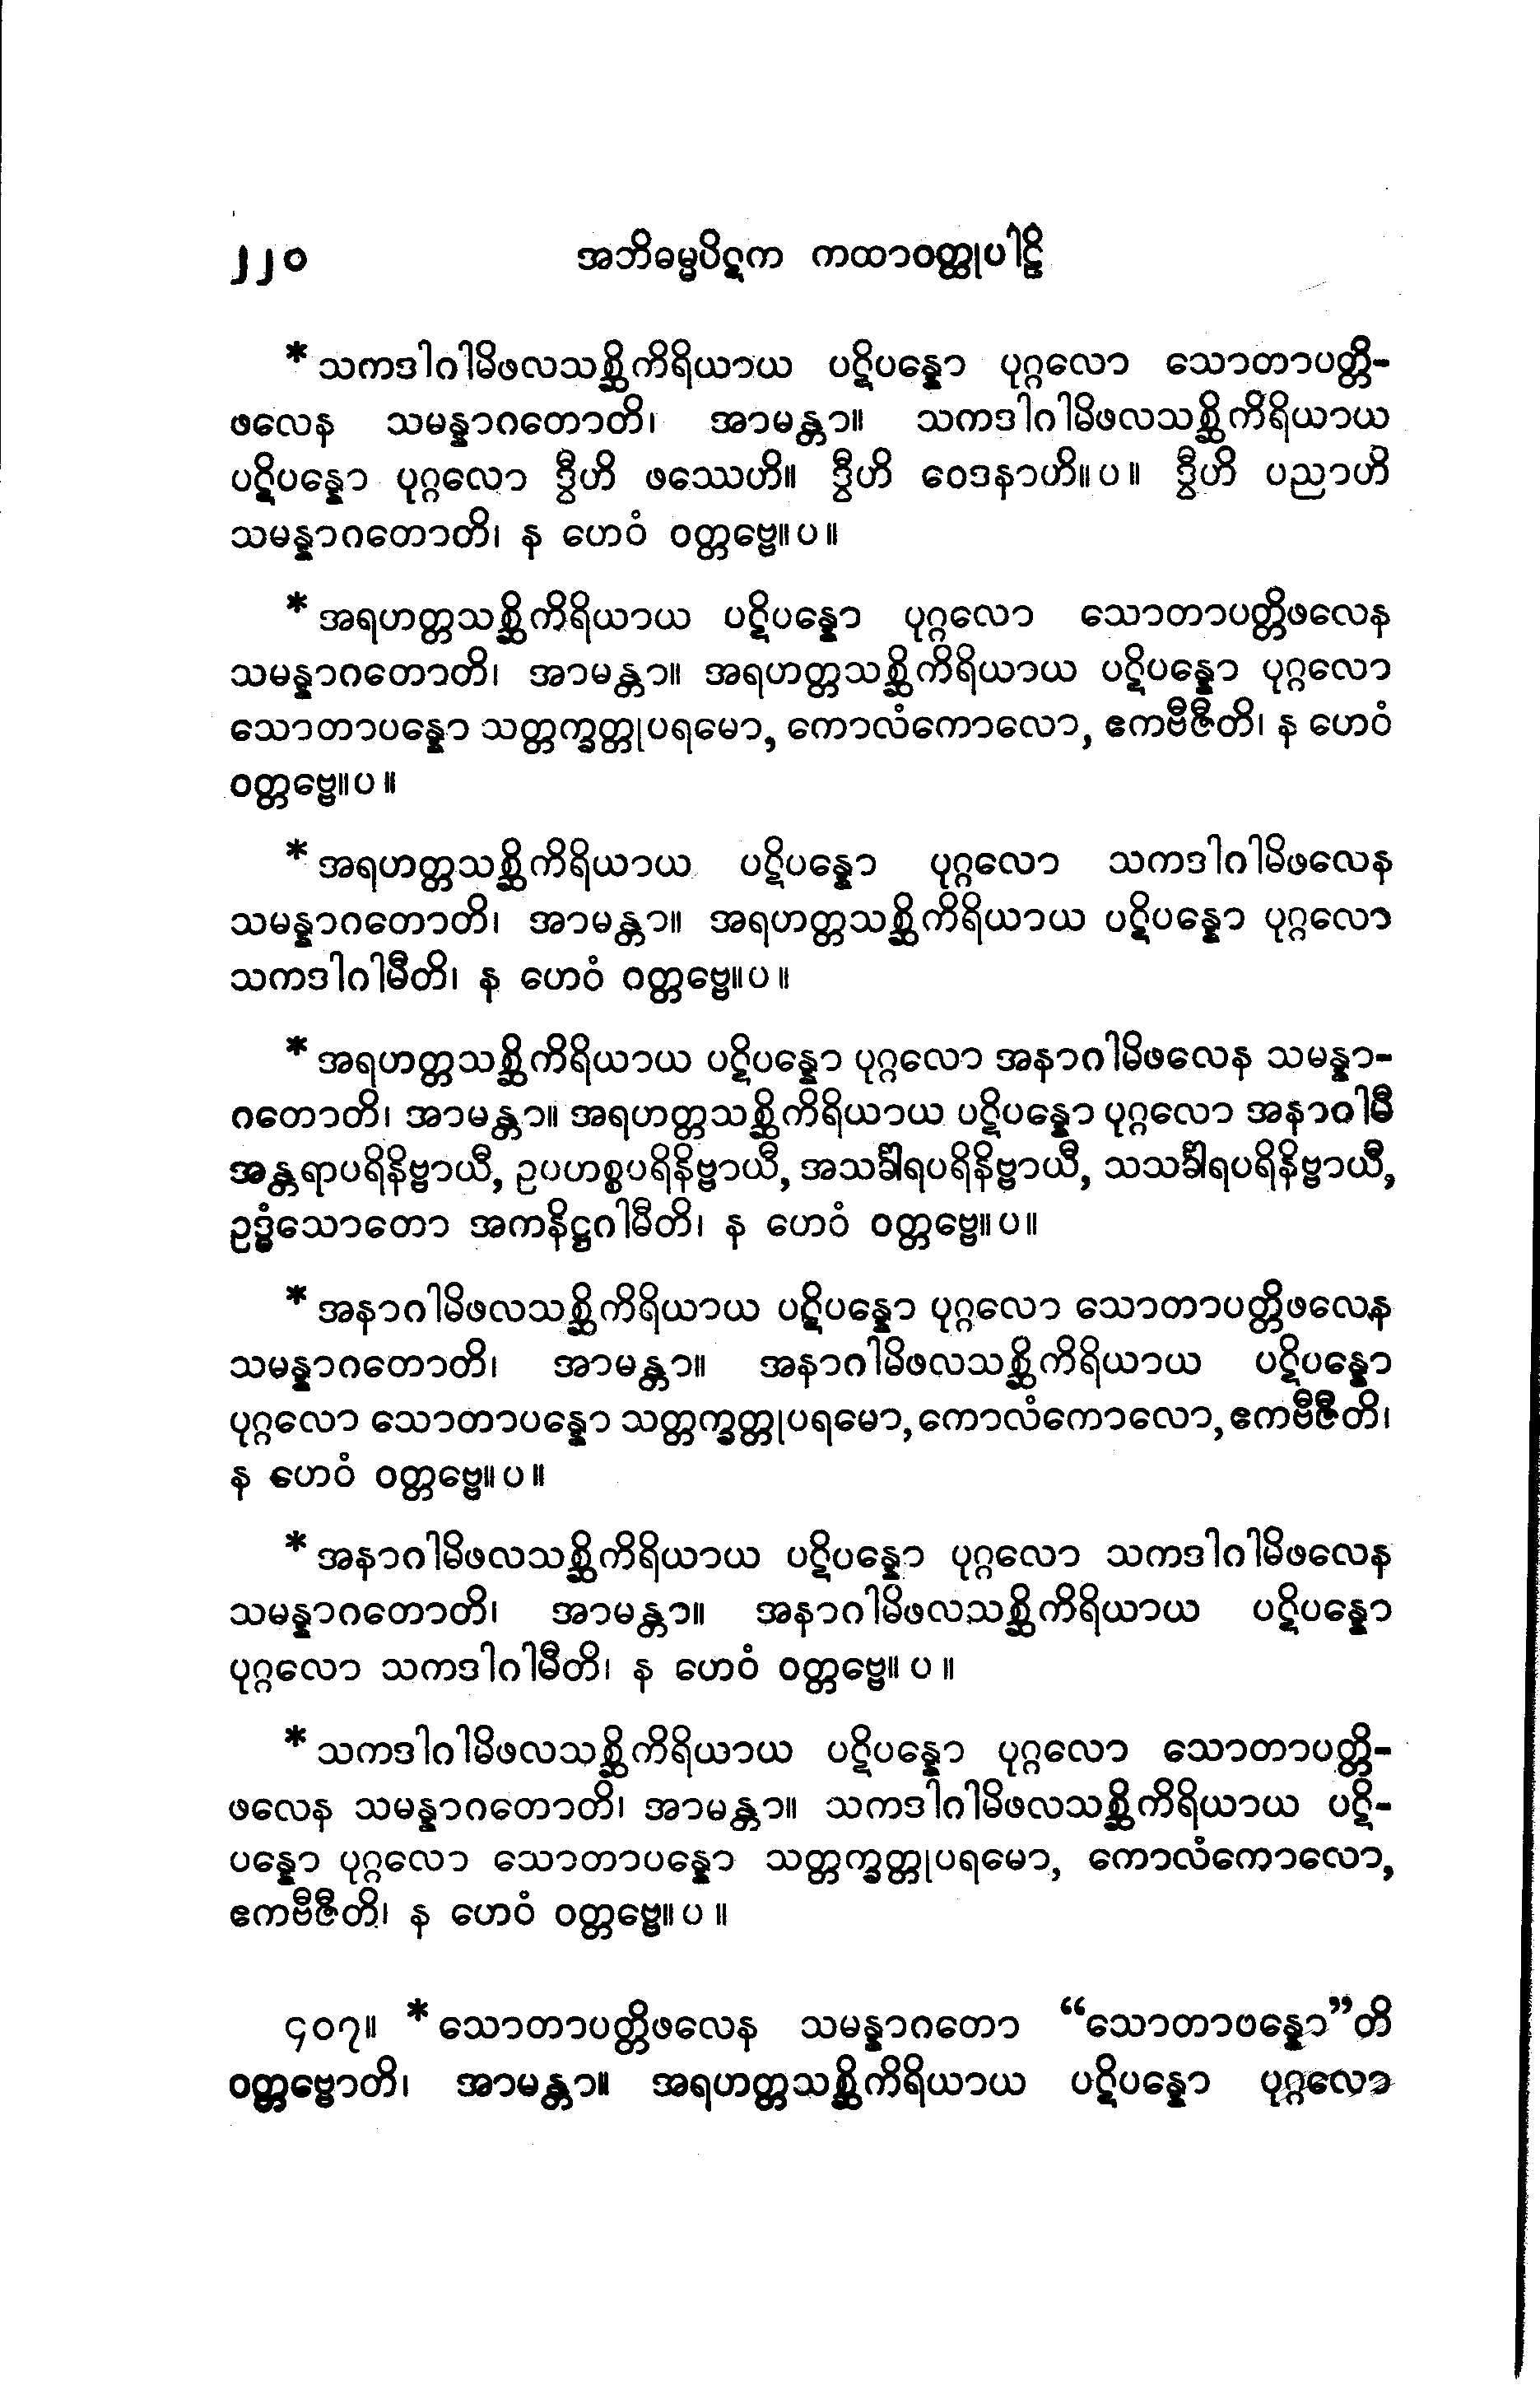 ၂၂၀ အဘိဓမ္မပိဋက ကထာဝတ္ထုပါဠိ
* သကဒါဂါမိဖလသစ္ဆိကိရိယာယ ပဋိပန္နော ပုဂ္ဂလော သောတာပတ္တိ-
ဖလေန သမန္နာဂတောတိ၊ အာမန္တာ။ သကဒါဂါမိဖလသစ္ဆိကိရိယာယ
ပဋိပန္နော ပုဂ္ဂလော ဒွီဟိ ဖဿေဟိ။ ဒွီဟိ ဝေဒနာဟိ။ပ။ ဒွီဟိ ပညာဟိ
သမန္နာဂတောတိ၊ န ဟေဝံ ဝတ္တဗ္ဗေ။ပ။
* အရဟတ္တသစ္ဆိကိရိယာယ ပဋိပန္နော ပုဂ္ဂလော သောတာပတ္တိဖလေန
သမန္နာဂတောတိ၊ အာမန္တာ။ အရဟတ္တသစ္ဆိကိရိယာယ ပဋိပန္နော ပုဂ္ဂလော
သောတာပန္နော သတ္တက္ခတ္တုပရမော, ကောလံကောလော, ဧကဗီဇီတိ၊ န ဟေဝံ
ဝတ္တဗ္ဗေ။ပ။
* အရဟတ္တသစ္ဆိကိရိယာယ ပဋိပန္နော ပုဂ္ဂလော သကဒါဂါမိဖလေန
သမန္နာဂတောတိ၊ အာမန္တာ။ အရဟတ္တသစ္ဆိကိရိယာယ ပဋိပန္နော ပုဂ္ဂလော
သကဒါဂါမီတိ၊ န ဟေဝံ ဝတ္တဗ္ဗေ။ပ။
* အရဟတ္တသစ္ဆိကိရိယာယ ပဋိပန္နော ပုဂ္ဂလော အနာဂါမိဖလေန သမန္နာ-
ဂတောတိ၊ အာမန္တာ။ အရဟတ္တသစ္ဆိကိရိယာယ ပဋိပန္နော ပုဂ္ဂလော အနာဂါမီ
အန္တရာပရိနိဗ္ဗာယီ, ဥပဟစ္စပရိနိဗ္ဗာယီ, အသင်္ခါရပရိနိဗ္ဗာယီ, သသင်္ခါရပရိနိဗ္ဗာယီ,
ဥဒ္ဓံသောတော အကနိဋ္ဌဂါမီတိ၊ န ဟေဝံ ဝတ္တဗ္ဗေ။ပ။
* အနာဂါမိဖလသစ္ဆိကိရိယာယ ပဋိပန္နော ပုဂ္ဂလော သောတာပတ္တိဖလေန
သမန္နာဂတောတိ၊ အာမန္တာ။ အနာဂါမိဖလသစ္ဆိကိရိယာယ ပဋိပန္နော
ပုဂ္ဂလော သောတာပန္နော သတ္တက္ခတ္တုပရမော, ကောလံကောလော, ဧကဗီဇီတိ၊
န ဟေဝံ ဝတ္တဗ္ဗေ။ပ။
* အနာဂါမိဖလသစ္ဆိကိရိယာယ ပဋိပန္နော ပုဂ္ဂလော သကဒါဂါမိဖလေန
သမန္နာဂတောတိ၊ အာမန္တာ။ အနာဂါမိဖလသစ္ဆိကိရိယာယ ပဋိပန္နော
ပုဂ္ဂလော သကဒါဂါမီတိ၊ န ဟေဝံ ဝတ္တဗ္ဗေ။ပ။
* သကဒါဂါမိဖလသစ္ဆိကိရိယာယ ပဋိပန္နော ပုဂ္ဂလော သောတာပတ္တိ-
ဖလေန သမန္နာဂတောတိ၊ အာမန္တာ။ သကဒါဂါမိဖလသစ္ဆိကိရိယာယ ပဋိ-
ပန္နော ပုဂ္ဂလော သောတာပန္နော သတ္တက္ခတ္တုပရမော, ကောလံကောလော,
ဧကဗီဇီတိ၊ န ဟေဝံ ဝတ္တဗ္ဗေ။ပ။
၄၀၇။ * သောတာပတ္တိဖလေန သမန္နာဂတော “သောတာပန္နော”တိ
ဝတ္တဗ္ဗောတိ၊ အာမန္တာ။ အရဟတ္တသစ္ဆိကိရိယာယ ပဋိပန္နော ပုဂ္ဂလော